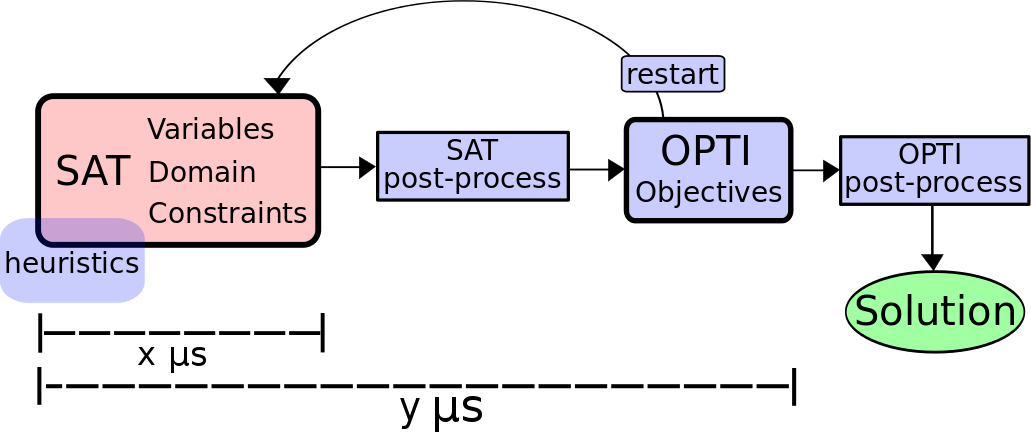 restart
SAT
Variables
Domain
Constraints
heuristics
SAT
post-process
OPTI
Objectives
OPTI
post-process
Solution
x µs
y µs